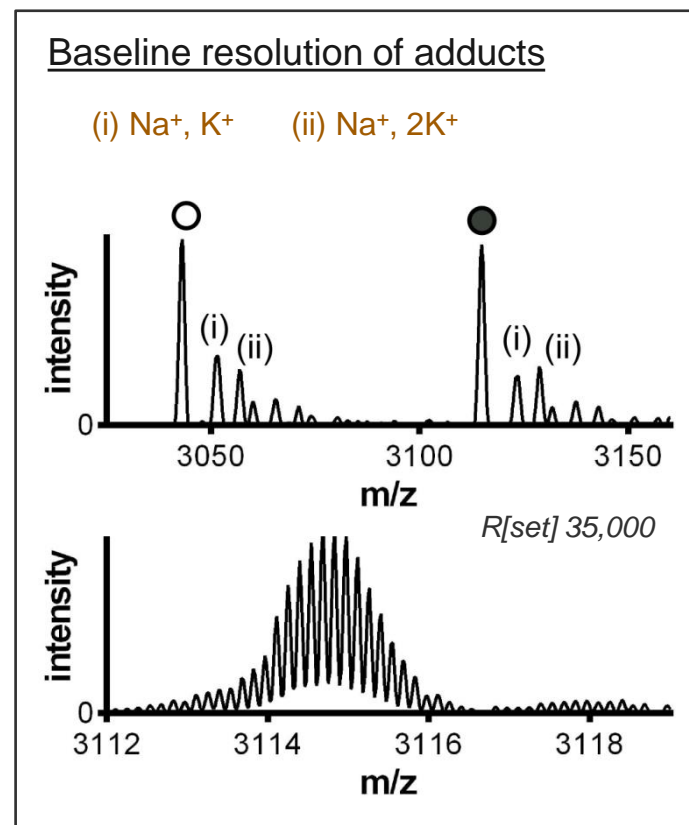 Baseline resolution of adducts
(i) Na⁺, K⁺ (ii) Na⁺, 2K⁺
intensity
(i)
(ii)
(i)
(ii)
0
3050 3100 3150
m/z
R[set] 35,000
intensity
0
3112 3114 3116 3118
m/z